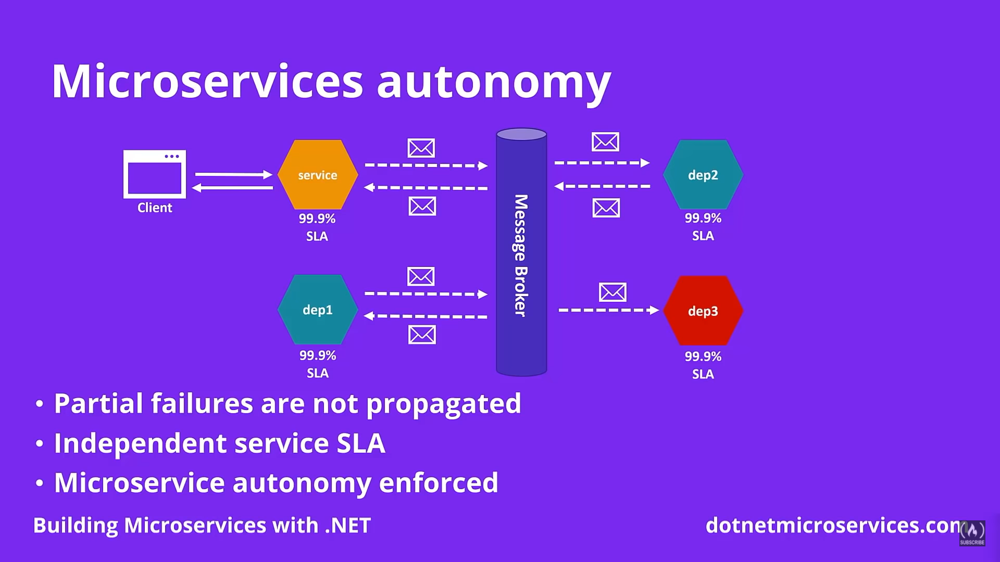 Microservices autonomy
Client
service
99.9%
SLA
dep2
99.9%
SLA
Message Broker
dep1
99.9%
SLA
dep3
99.9%
SLA
• Partial failures are not propagated
• Independent service SLA
• Microservice autonomy enforced
Building Microservices with .NET
dotnetmicroservices.com
SUBSCRIBE